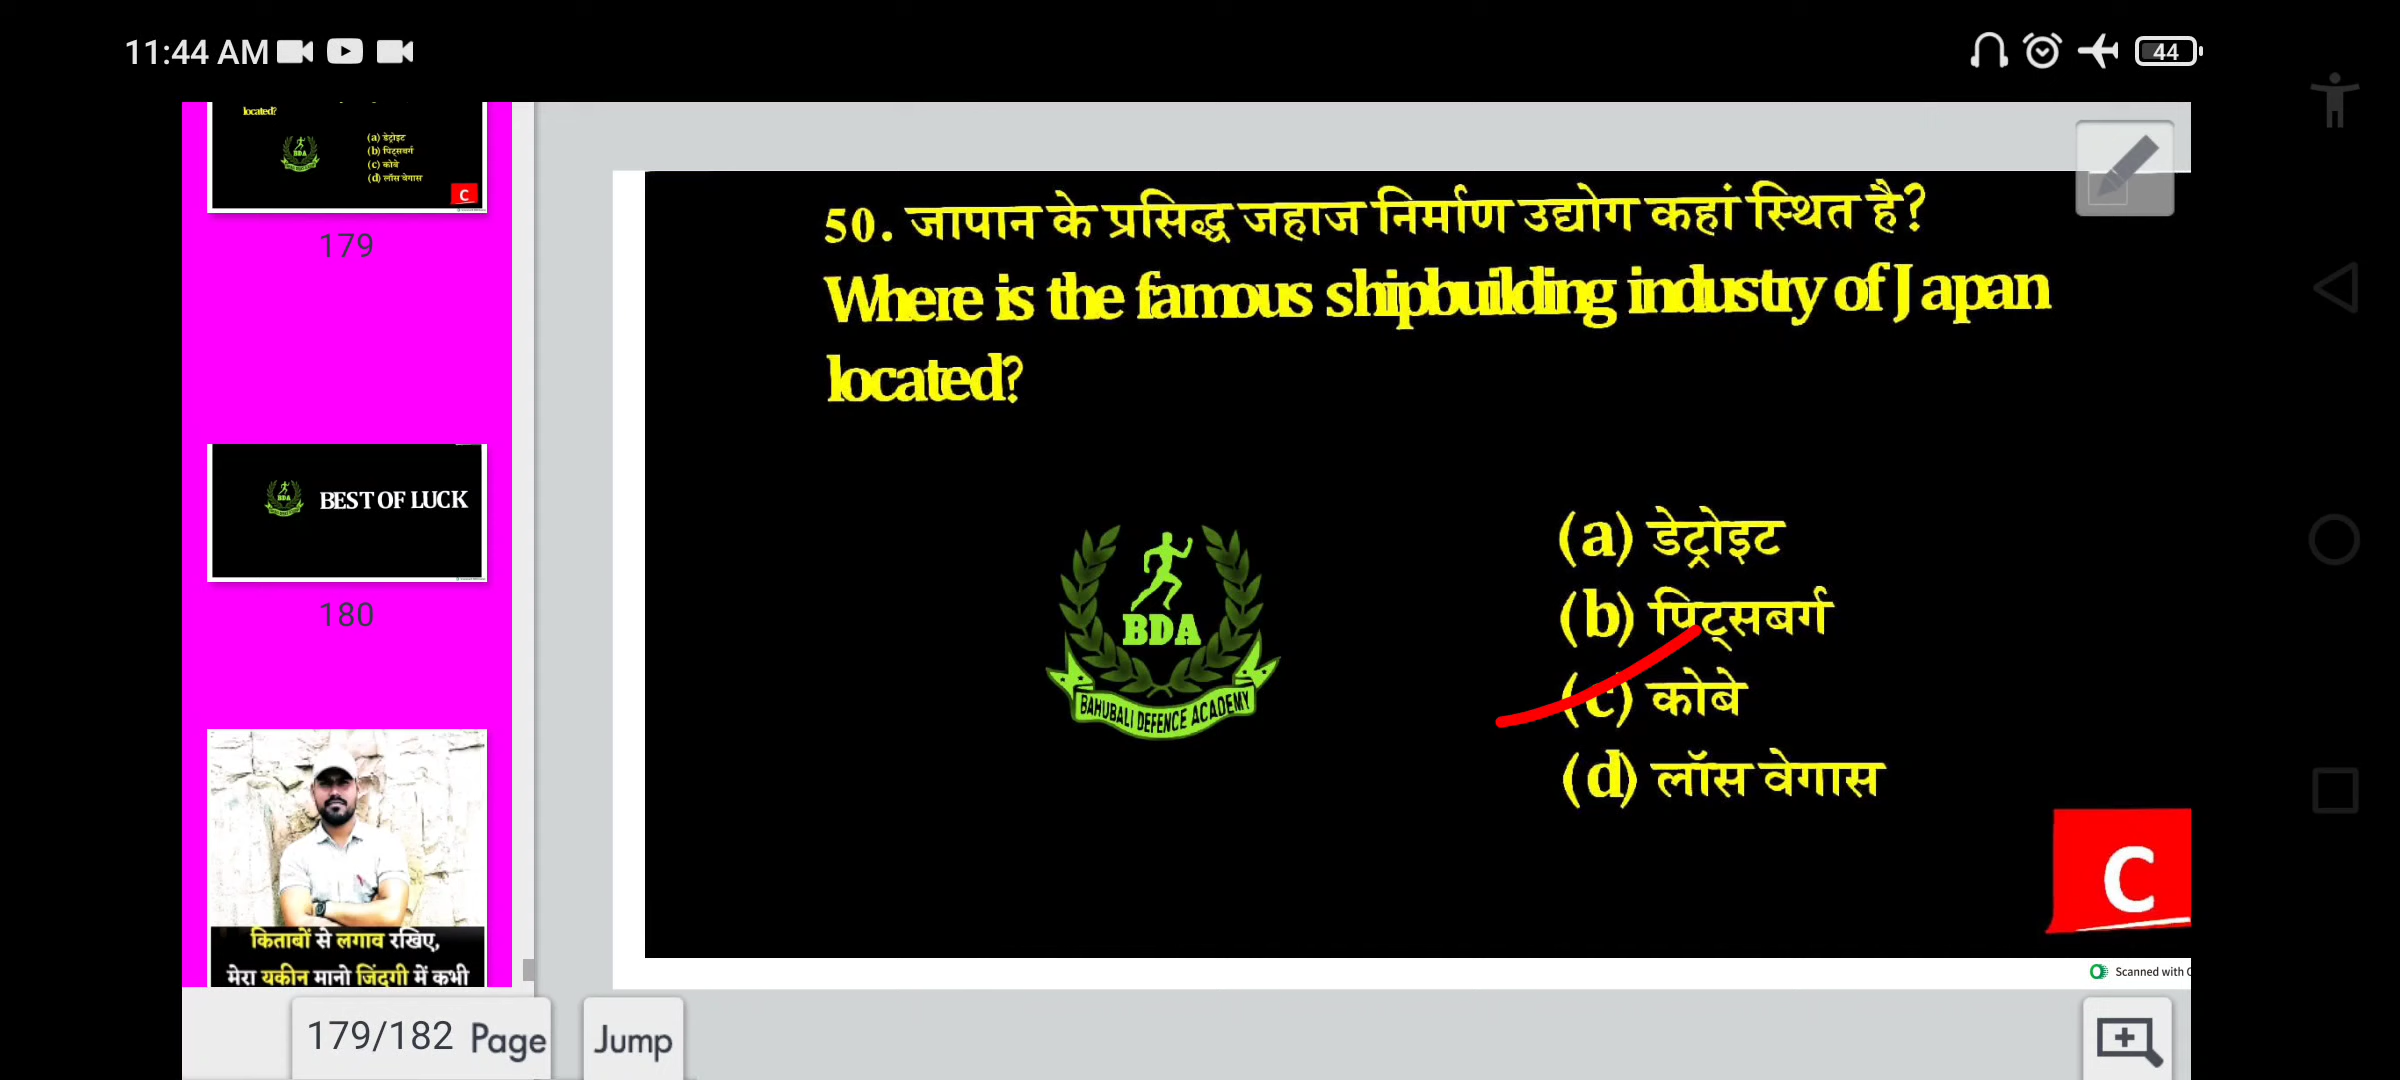 11:44 AM
44
located?
(a) डेट्रोइट
(b) पिट्सबर्ग
(c) कोबे
(d) लॉस वेगास
BDA
C
179
BDA
BEST OF LUCK
180
किताबों से लगाव रखिए,
मेरा यकीन मानो जिंदगी में कभी
50. जापान के प्रसिद्ध जहाज निर्माण उद्योग कहां स्थित है?
Where is the famous shipbuilding industry of Japan
located?
BDA
BAHUBALI DEFENCE ACADEMY
(a) डेट्रोइट
(b) पिट्सबर्ग
(c) कोबे
(d) लॉस वेगास
C
Scanned with
179/182 Page
Jump